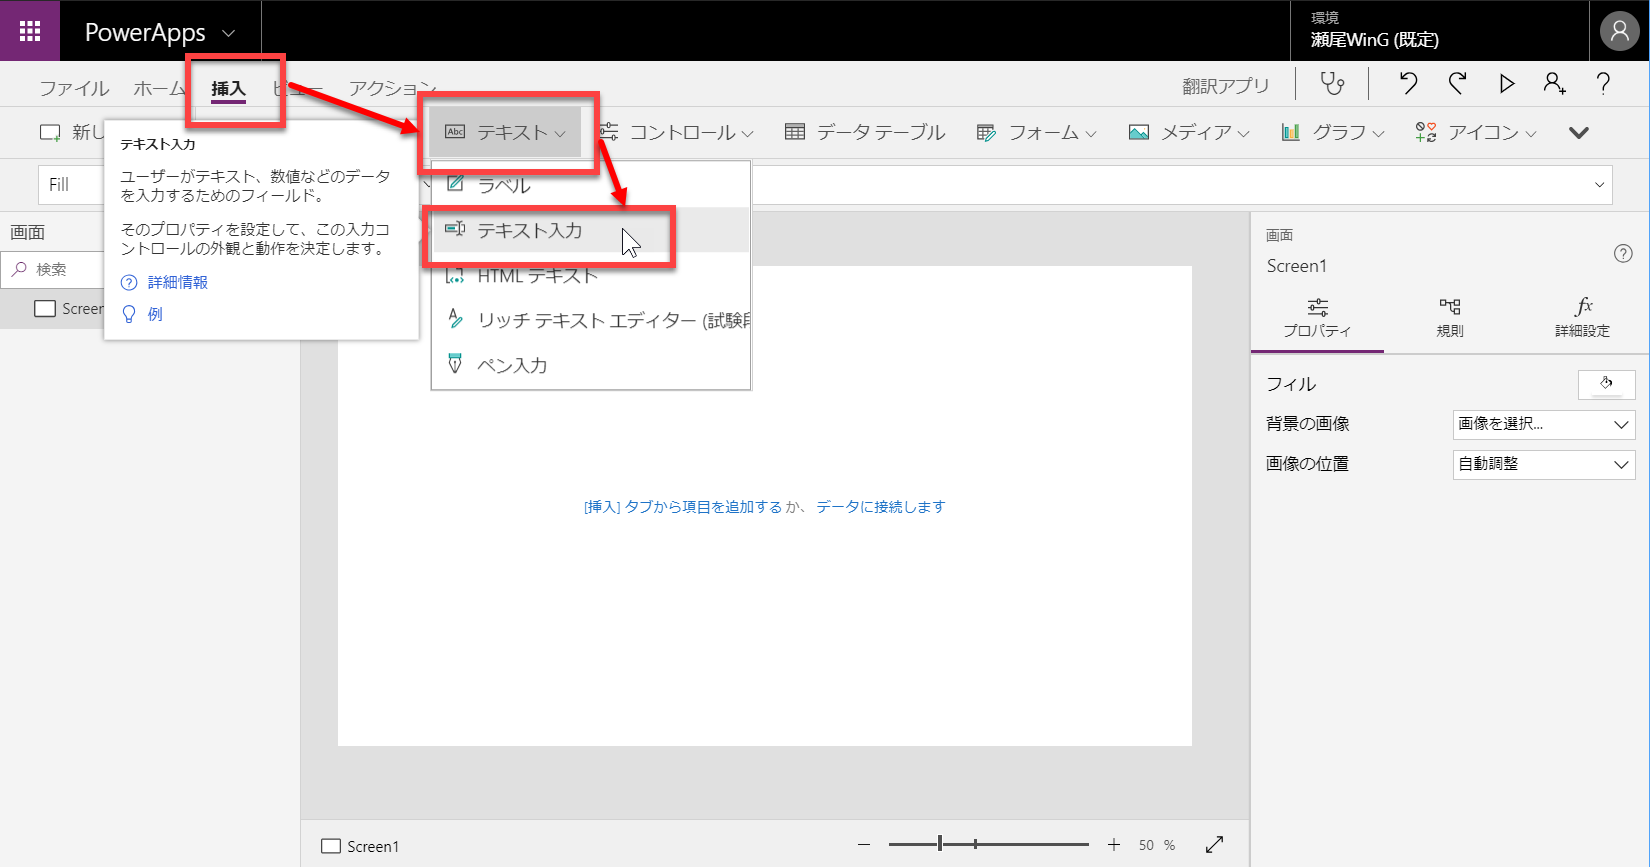 PowerApps
環境
瀬尾WinG (既定)
ファイル
ホーム
挿入
ビュー
アクション
翻訳アプリ
新し
Abc
テキスト
コントロール
データ テーブル
フォーム
メディア
グラフ
アイコン
テキスト入力
ユーザーがテキスト、数値などのデータ
を入力するためのフィールド。
そのプロパティを設定して、この入力コ
ントロールの外観と動作を決定します。
詳細情報
例
Fill
ラベル
テキスト入力
HTML テキスト
リッチ テキスト エディター (試験段
ペン入力
画面
検索
Screen
[挿入] タブから項目を追加する か、 データに接続します
画面
Screen1
プロパティ
規則
fx
詳細設定
フィル
背景の画像
画像を選択...
画像の位置
自動調整
Screen1
50 %